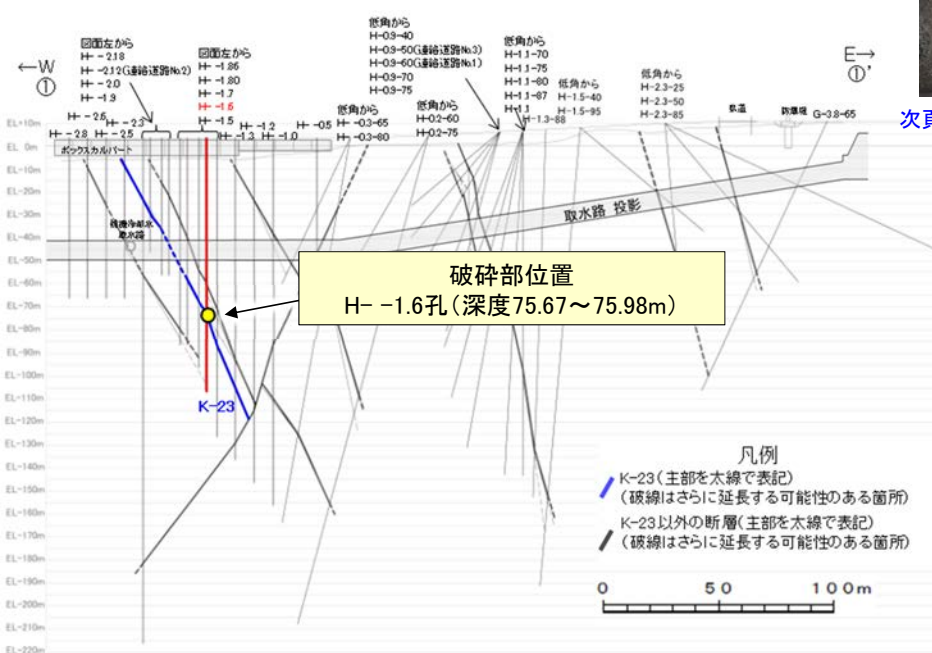 ←W
①
E→
①'
次頁
図面左から
H- -2.18
H- -2.12(連絡道路No.2)
H- -2.0
H- -1.9
図面左から
H- -1.86
H- -1.80
H- -1.7
H- -1.6
H- -1.5
低角から
H-0.9-40
H-0.9-50(連絡道路No.3)
H-0.9-60(連絡道路No.1)
H-0.9-70
H-0.9-75
低角から
H-1.1-70
H-1.1-75
H-1.1-80
H-1.1-87
H-1.1
H-1.3-88
H-1.5-40
H-1.5-95
低角から
H-2.3-25
H-2.3-50
H-2.3-85
軌道
防潮堤
G-3.8-65
H- -2.8
H- -2.6
H- -2.5
H- -2.3
H- -1.3
H- -1.2
H- -1.0
H- -0.5
低角から
H-0.3-65
H-0.3-80
低角から
H-0.2-60
H-0.2-75
ボックスカルバート
取水路 投影
破砕部位置
H- -1.6孔(深度75.67～75.98m)
K-23
EL+10m
EL 0m
EL-10m
EL-20m
EL-30m
EL-40m
EL-50m
EL-60m
EL-70m
EL-80m
EL-90m
EL-100m
EL-110m
EL-120m
EL-130m
EL-140m
EL-150m
EL-160m
EL-170m
EL-180m
EL-190m
EL-200m
EL-210m
EL-220m
凡例
K-23(主部を太線で表記)
(破線はさらに延長する可能性のある箇所)
K-23以外の断層(主部を太線で表記)
(破線はさらに延長する可能性のある箇所)
0 50 100m